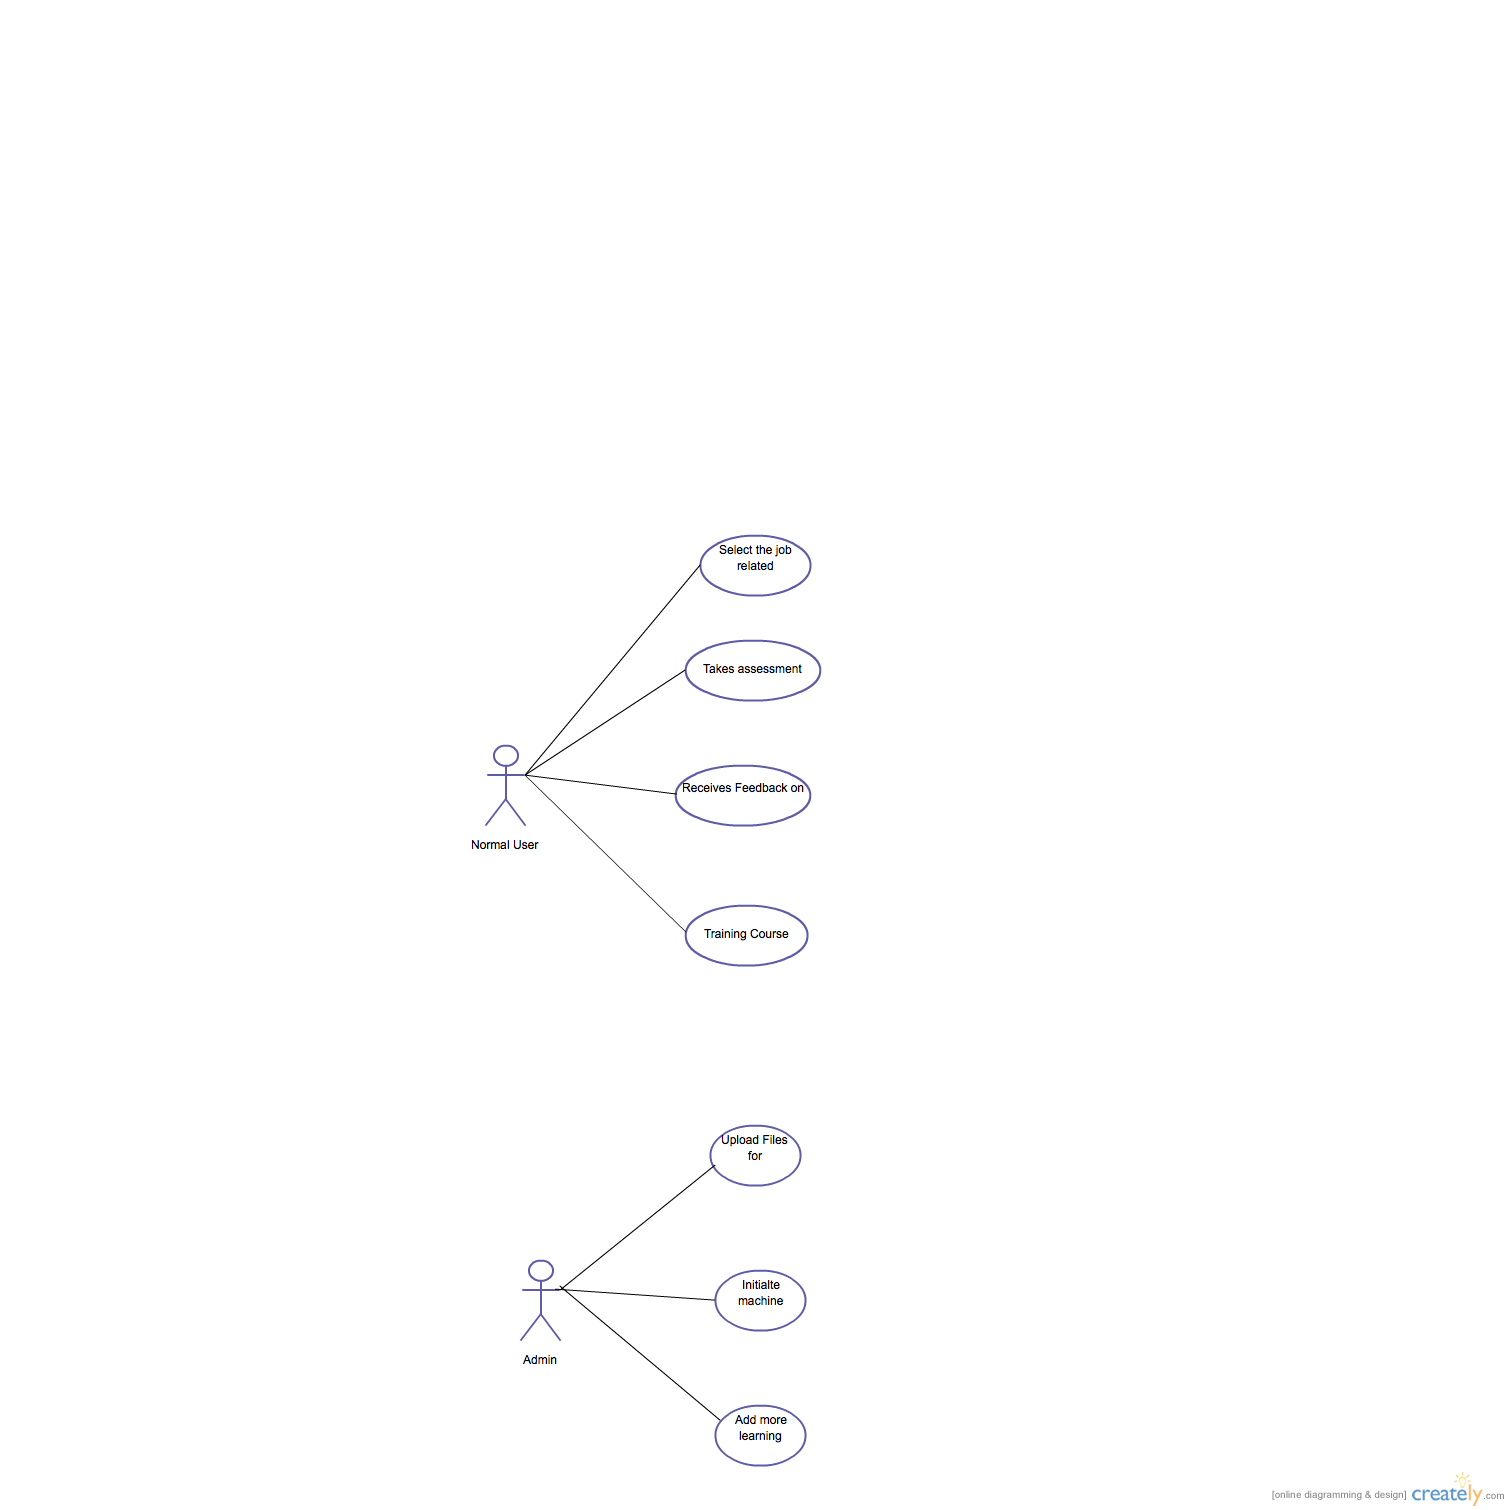 Select the job
related
Takes assessment
Receives Feedback on
Normal User
Training Course
Upload Files
for
Initialte
machine
Admin
Add more
learning
[online diagramming & design] creately.com